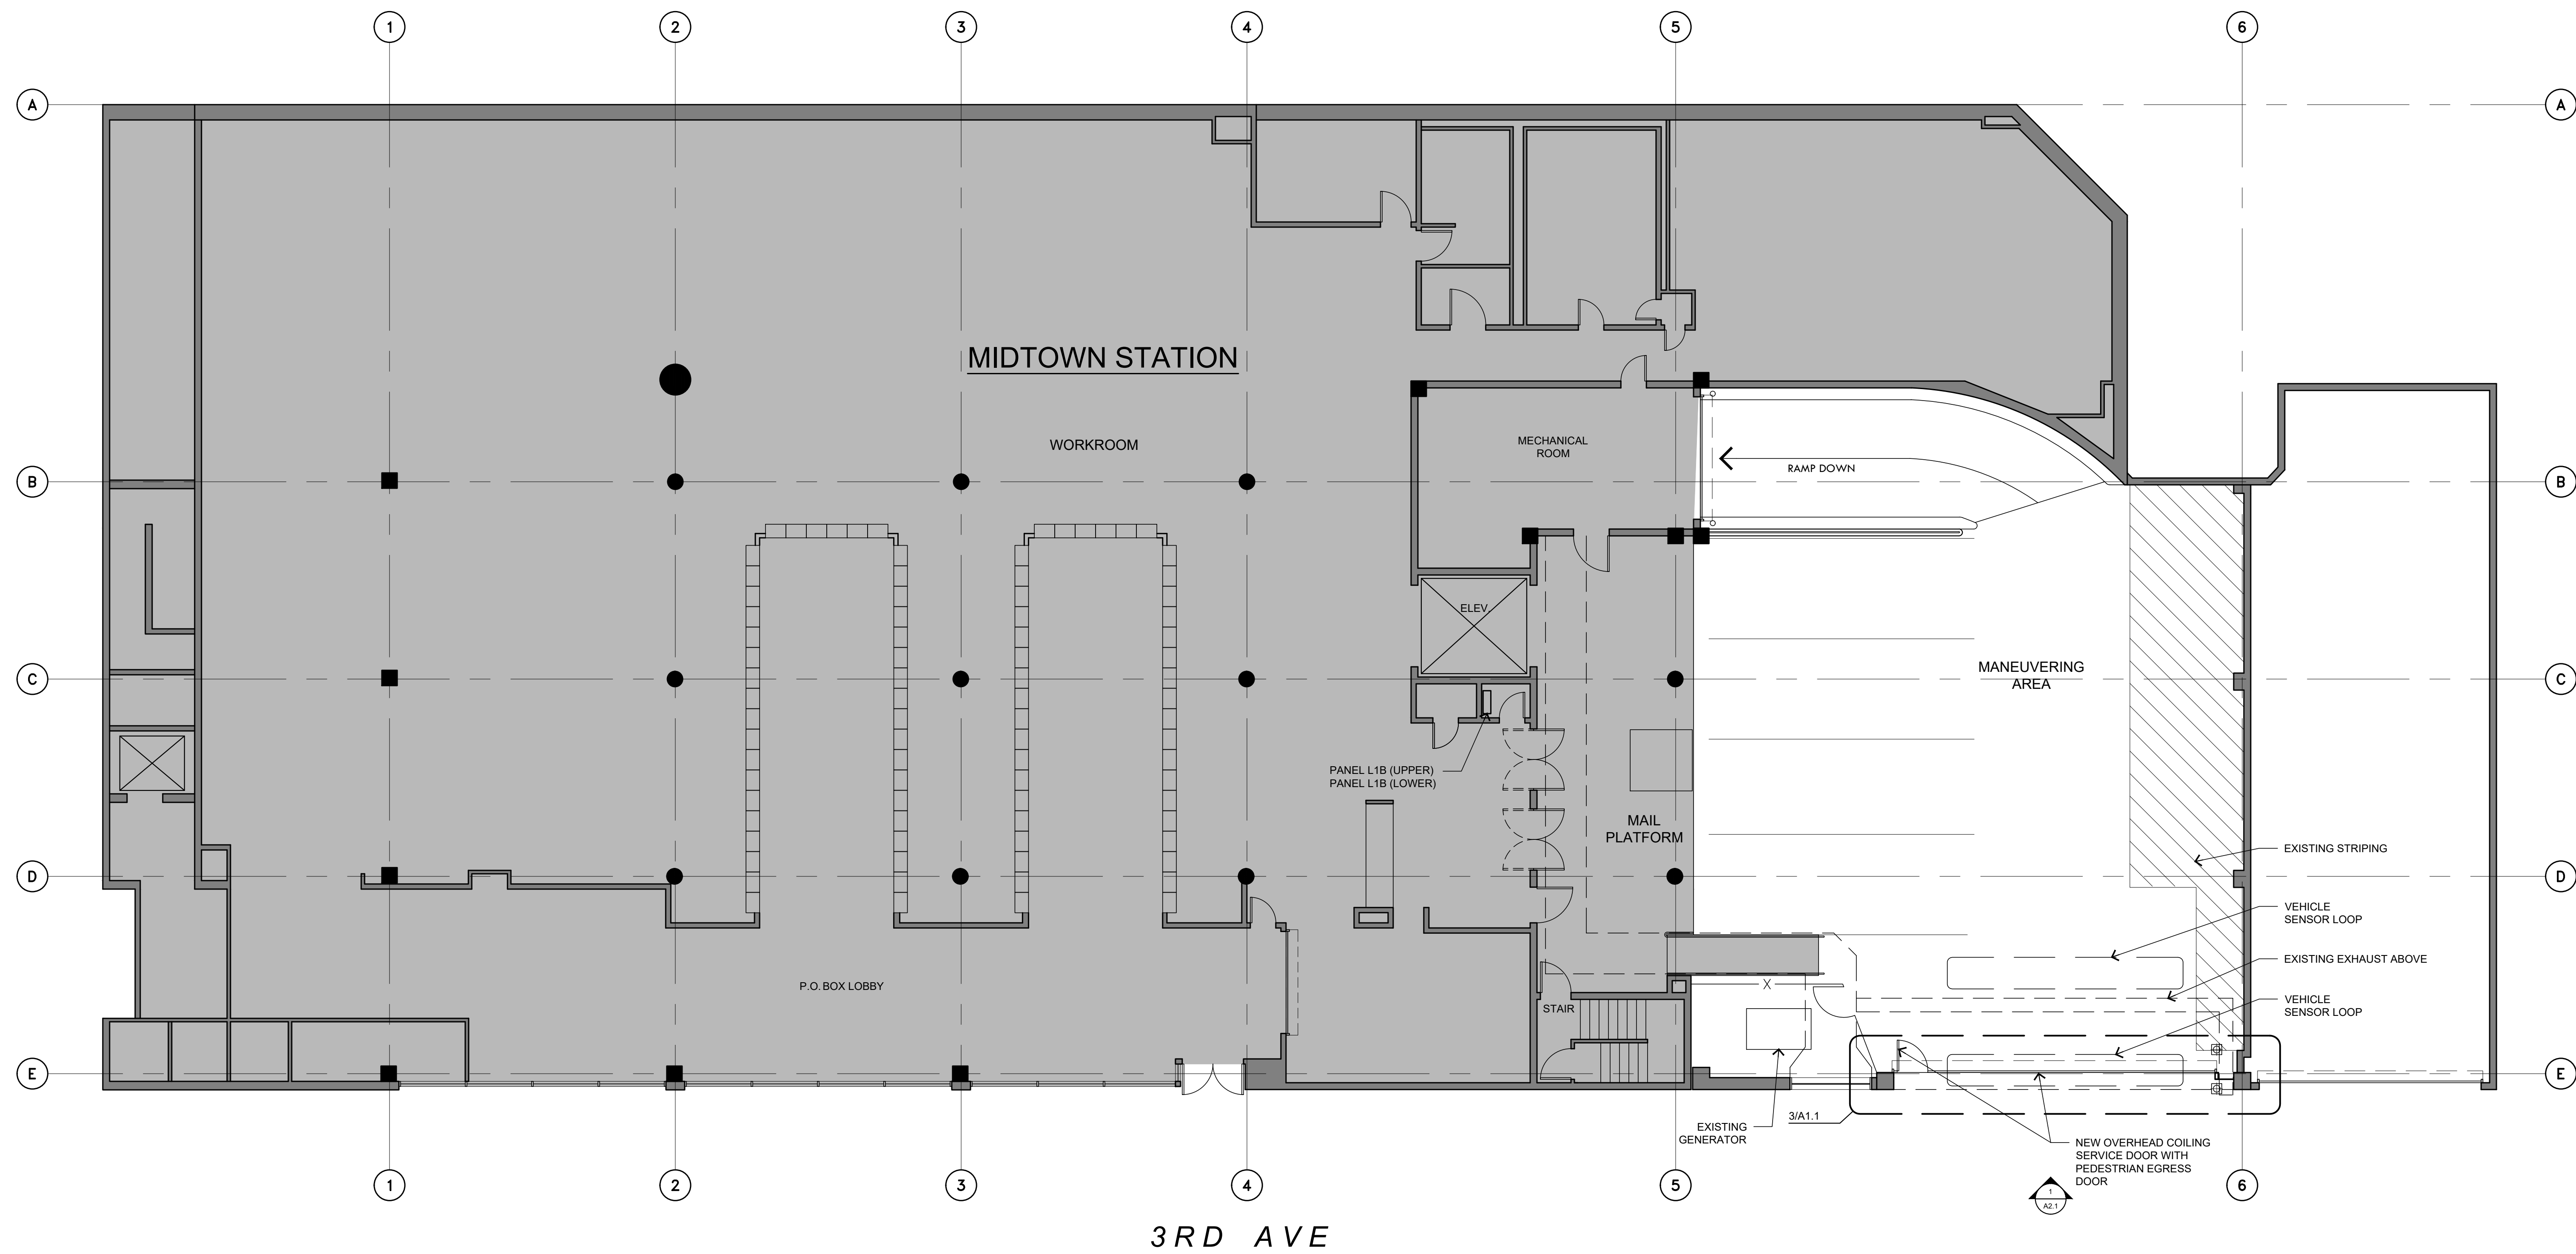 1 2 3 4 5 6
A A
MIDTOWN STATION
WORKROOM
MECHANICAL
ROOM
RAMP DOWN
B B
ELEV.
MANEUVERING
AREA
C C
PANEL L1B (UPPER)
PANEL L1B (LOWER)
MAIL
PLATFORM
EXISTING STRIPING
D D
VEHICLE
SENSOR LOOP
EXISTING EXHAUST ABOVE
P.O. BOX LOBBY
X
VEHICLE
SENSOR LOOP
STAIR
E E
3/A1.1
EXISTING
GENERATOR
NEW OVERHEAD COILING
SERVICE DOOR WITH
PEDESTRIAN EGRESS
DOOR
1 2 3 4 5 6
1
A2.1
3RD AVE